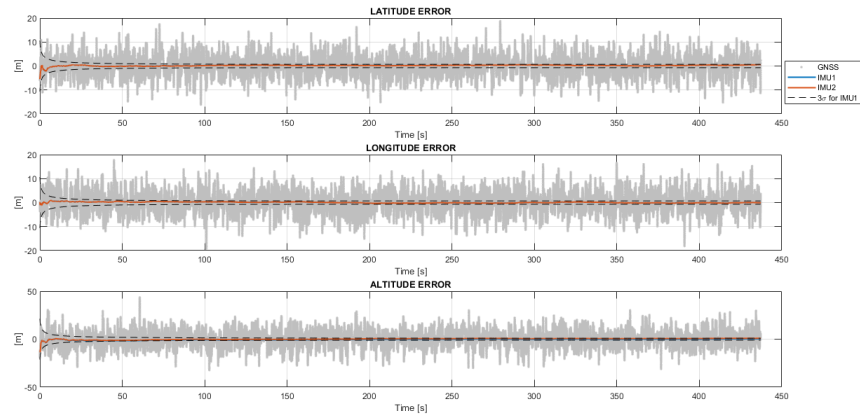 LATITUDE ERROR
20
10
0
-10
-20
[m]
0 50 100 150 200 250 300 350 400 450
Time [s]
GNSS
IMU1
IMU2
3σ for IMU1
LONGITUDE ERROR
20
10
0
-10
-20
[m]
0 50 100 150 200 250 300 350 400 450
Time [s]
ALTITUDE ERROR
50
0
-50
[m]
0 50 100 150 200 250 300 350 400 450
Time [s]